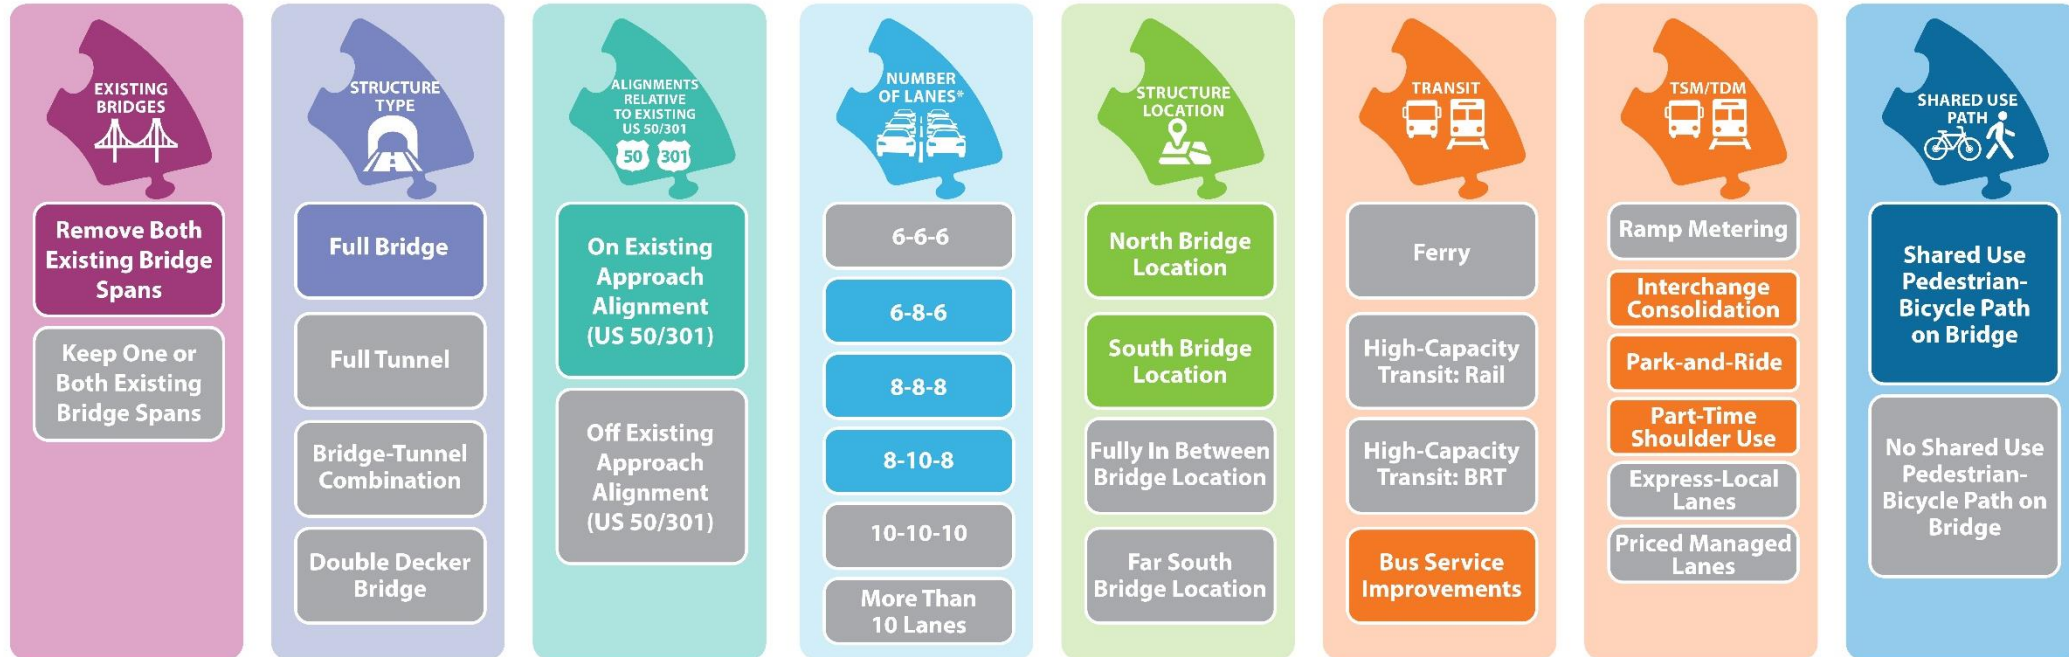 EXISTING
BRIDGES
Remove Both
Existing Bridge
Spans
Keep One or
Both Existing
Bridge Spans
STRUCTURE
TYPE
Full Bridge
Full Tunnel
Bridge-Tunnel
Combination
Double Decker
Bridge
ALIGNMENTS
RELATIVE
TO EXISTING
US 50/301
50 301
On Existing
Approach
Alignment
(US 50/301)
Off Existing
Approach
Alignment
(US 50/301)
NUMBER
OF LANES*
6-6-6
6-8-6
8-8-8
8-10-8
10-10-10
More Than
10 Lanes
STRUCTURE
LOCATION
North Bridge
Location
South Bridge
Location
Fully In Between
Bridge Location
Far South
Bridge Location
TRANSIT
Ferry
High-Capacity
Transit: Rail
High-Capacity
Transit: BRT
Bus Service
Improvements
TSM/TDM
Ramp Metering
Interchange
Consolidation
Park-and-Ride
Part-Time
Shoulder Use
Express-Local
Lanes
Priced Managed
Lanes
SHARED USE
PATH
Shared Use
Pedestrian-
Bicycle Path
on Bridge
No Shared Use
Pedestrian-
Bicycle Path on
Bridge